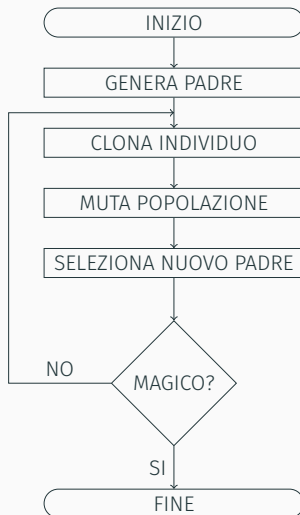 INIZIO
GENERA PADRE
CLONA INDIVIDUO
MUTA POPOLAZIONE
SELEZIONA NUOVO PADRE
NO
MAGICO?
SI
FINE